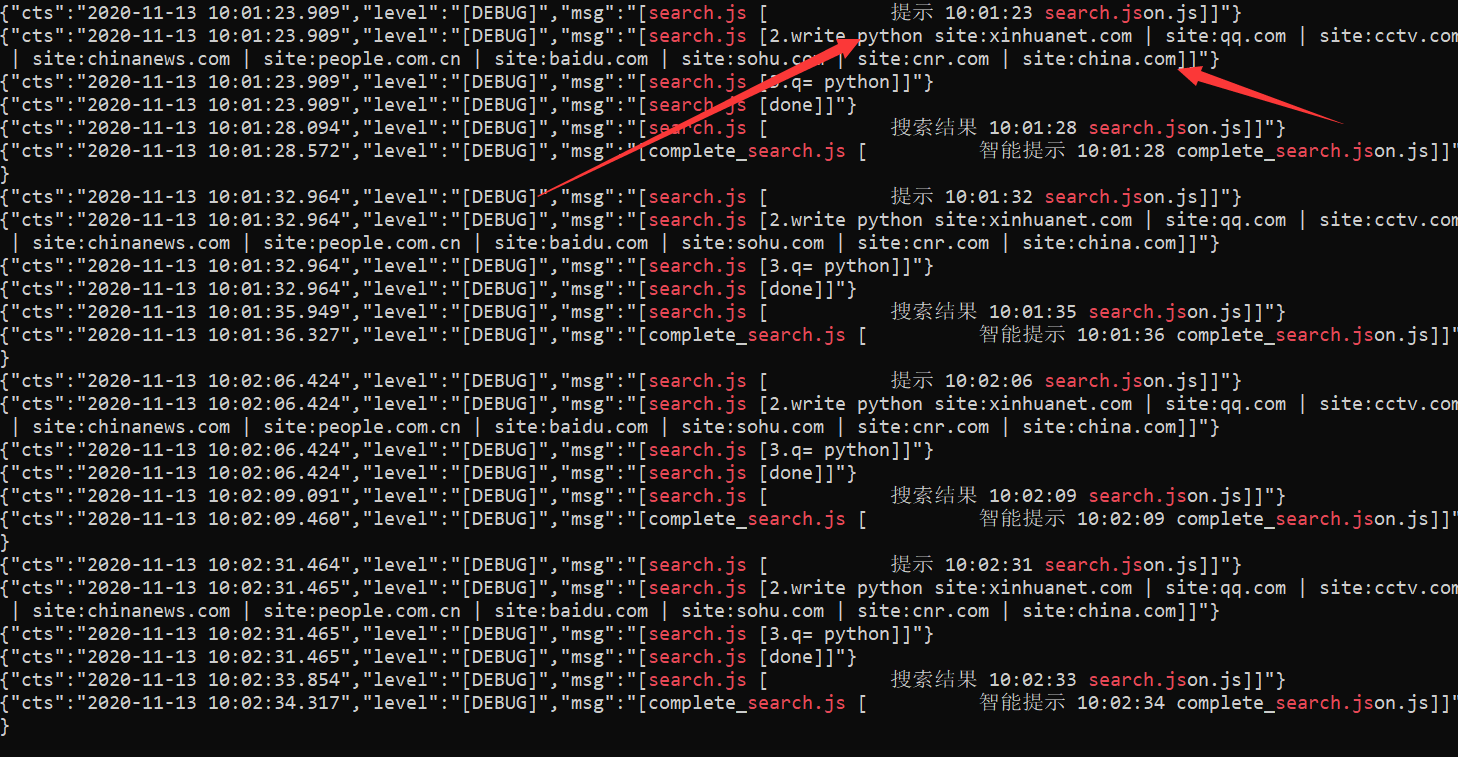 {"cts":"2020-11-13 10:01:23.909","level":"[DEBUG]","msg":"[search.js [ 提示 10:01:23 search.json.js]]"}
{"cts":"2020-11-13 10:01:23.909","level":"[DEBUG]","msg":"[search.js [2.write python site:xinhuanet.com | site:qq.com | site:cctv.com
| site:chinanews.com | site:people.com.cn | site:baidu.com | site:sohu.com | site:cnr.com | site:china.com]]"}
{"cts":"2020-11-13 10:01:23.909","level":"[DEBUG]","msg":"[search.js [3.q= python]]"}
{"cts":"2020-11-13 10:01:23.909","level":"[DEBUG]","msg":"[search.js [done]]"}
{"cts":"2020-11-13 10:01:28.094","level":"[DEBUG]","msg":"[search.js [ 搜索结果 10:01:28 search.json.js]]"}
{"cts":"2020-11-13 10:01:28.572","level":"[DEBUG]","msg":"[complete_search.js [ 智能提示 10:01:28 complete_search.json.js]]"
}
{"cts":"2020-11-13 10:01:32.964","level":"[DEBUG]","msg":"[search.js [ 提示 10:01:32 search.json.js]]"}
{"cts":"2020-11-13 10:01:32.964","level":"[DEBUG]","msg":"[search.js [2.write python site:xinhuanet.com | site:qq.com | site:cctv.com
| site:chinanews.com | site:people.com.cn | site:baidu.com | site:sohu.com | site:cnr.com | site:china.com]]"}
{"cts":"2020-11-13 10:01:32.964","level":"[DEBUG]","msg":"[search.js [3.q= python]]"}
{"cts":"2020-11-13 10:01:32.964","level":"[DEBUG]","msg":"[search.js [done]]"}
{"cts":"2020-11-13 10:01:35.949","level":"[DEBUG]","msg":"[search.js [ 搜索结果 10:01:35 search.json.js]]"}
{"cts":"2020-11-13 10:01:36.327","level":"[DEBUG]","msg":"[complete_search.js [ 智能提示 10:01:36 complete_search.json.js]]"
}
{"cts":"2020-11-13 10:02:06.424","level":"[DEBUG]","msg":"[search.js [ 提示 10:02:06 search.json.js]]"}
{"cts":"2020-11-13 10:02:06.424","level":"[DEBUG]","msg":"[search.js [2.write python site:xinhuanet.com | site:qq.com | site:cctv.com
| site:chinanews.com | site:people.com.cn | site:baidu.com | site:sohu.com | site:cnr.com | site:china.com]]"}
{"cts":"2020-11-13 10:02:06.424","level":"[DEBUG]","msg":"[search.js [3.q= python]]"}
{"cts":"2020-11-13 10:02:06.424","level":"[DEBUG]","msg":"[search.js [done]]"}
{"cts":"2020-11-13 10:02:09.091","level":"[DEBUG]","msg":"[search.js [ 搜索结果 10:02:09 search.json.js]]"}
{"cts":"2020-11-13 10:02:09.460","level":"[DEBUG]","msg":"[complete_search.js [ 智能提示 10:02:09 complete_search.json.js]]"
}
{"cts":"2020-11-13 10:02:31.464","level":"[DEBUG]","msg":"[search.js [ 提示 10:02:31 search.json.js]]"}
{"cts":"2020-11-13 10:02:31.465","level":"[DEBUG]","msg":"[search.js [2.write python site:xinhuanet.com | site:qq.com | site:cctv.com
| site:chinanews.com | site:people.com.cn | site:baidu.com | site:sohu.com | site:cnr.com | site:china.com]]"}
{"cts":"2020-11-13 10:02:31.465","level":"[DEBUG]","msg":"[search.js [3.q= python]]"}
{"cts":"2020-11-13 10:02:31.465","level":"[DEBUG]","msg":"[search.js [done]]"}
{"cts":"2020-11-13 10:02:33.854","level":"[DEBUG]","msg":"[search.js [ 搜索结果 10:02:33 search.json.js]]"}
{"cts":"2020-11-13 10:02:34.317","level":"[DEBUG]","msg":"[complete_search.js [ 智能提示 10:02:34 complete_search.json.js]]"
}